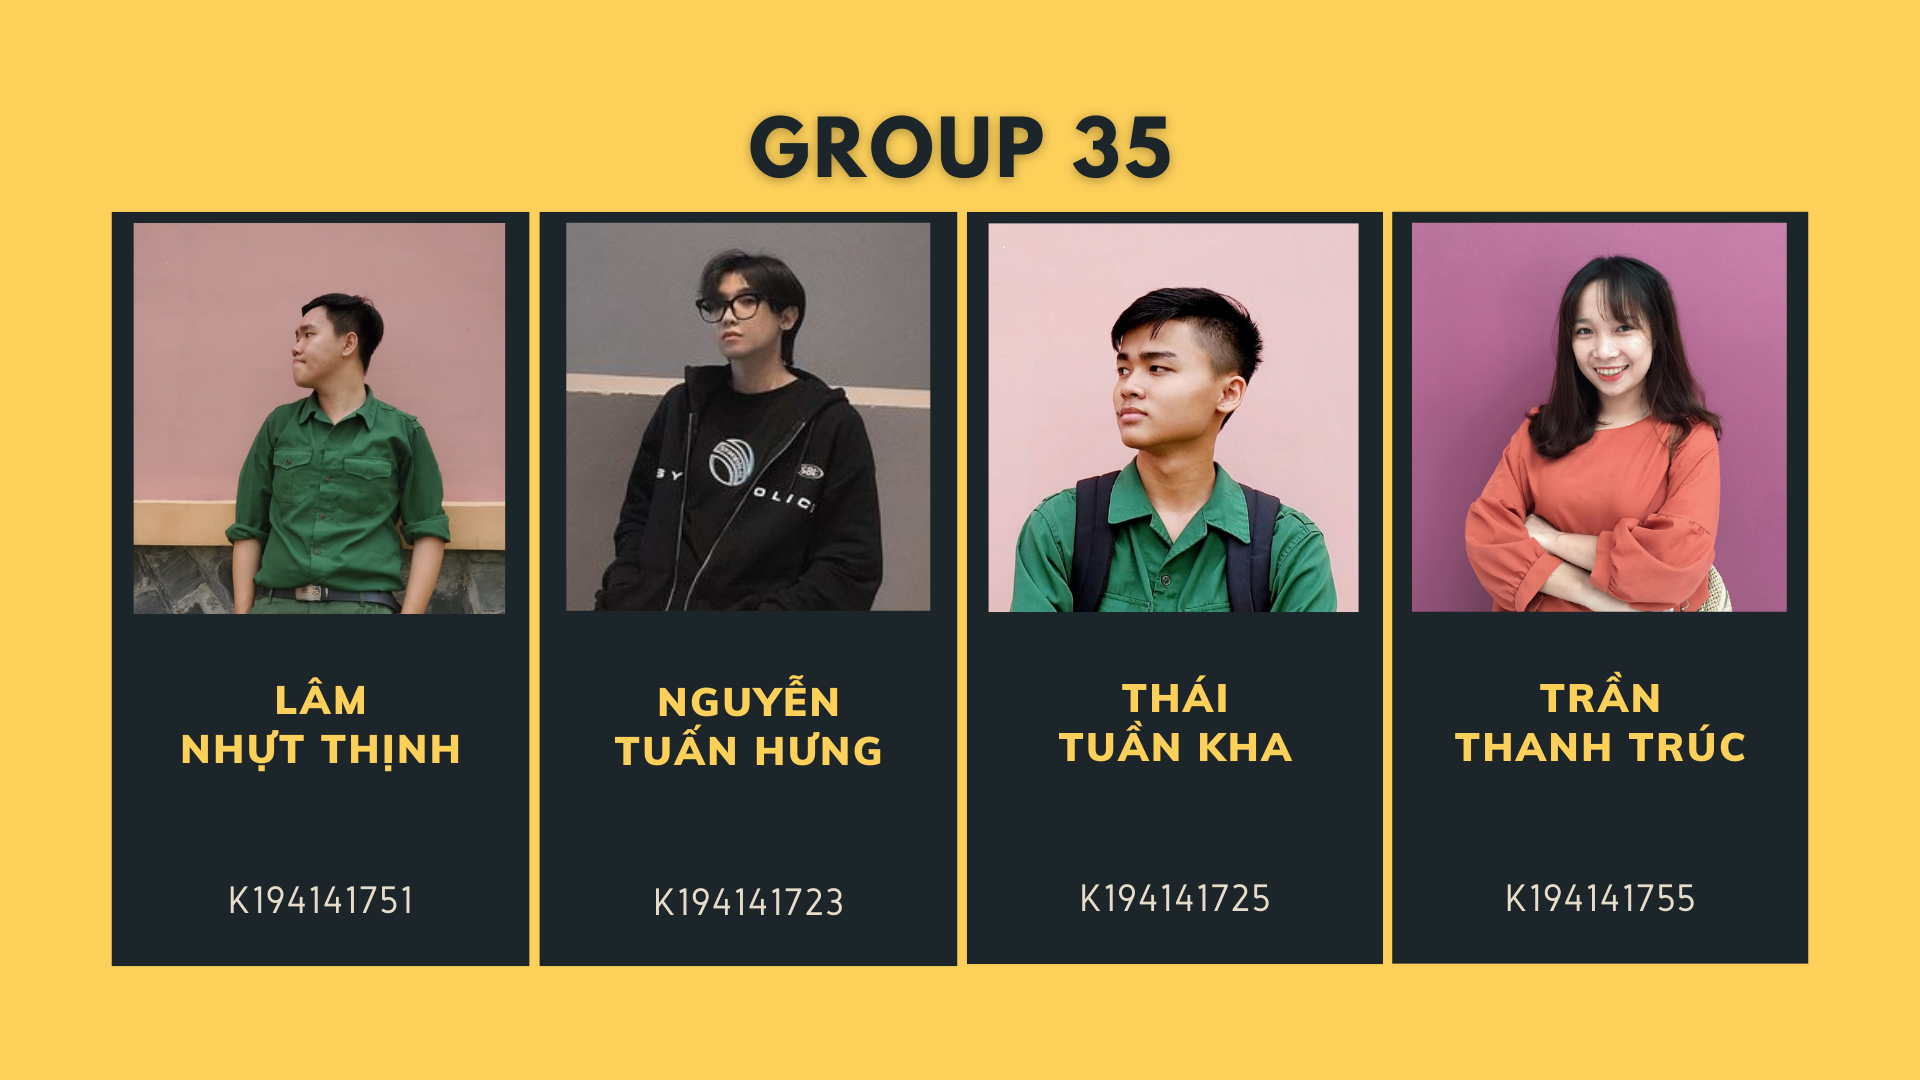 GROUP 35
LÂM
NHỰT THỊNH
K194141751
NGUYỄN
TUẤN HƯNG
K194141723
THÁI
TUẦN KHA
K194141725
TRẦN
THANH TRÚC
K194141755